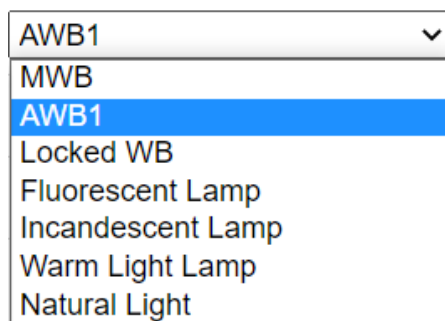 AWB1
MWB
AWB1
Locked WB
Fluorescent Lamp
Incandescent Lamp
Warm Light Lamp
Natural Light